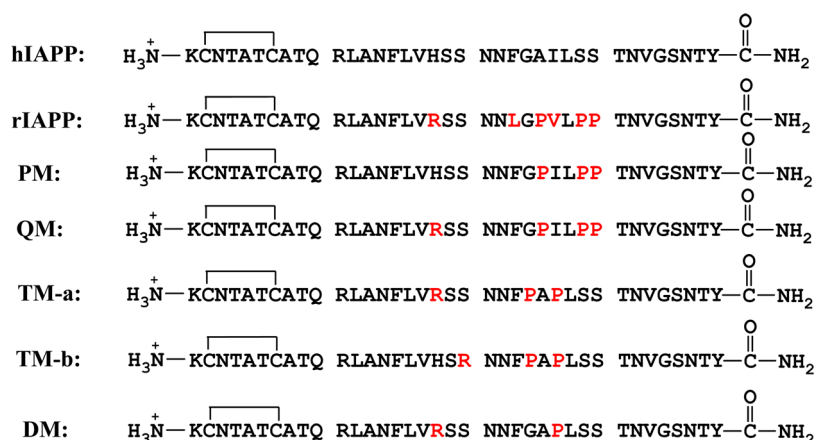 hIAPP: H₃N⁺—KCNTATCATQ RLANFLVHSS NNFGAILSS TNVGSNTY—C(=O)—NH₂
rIAPP: H₃N⁺—KCNTATCATQ RLANFLVRSS NNLGPVLPP TNVGSNTY—C(=O)—NH₂
PM: H₃N⁺—KCNTATCATQ RLANFLVHSS NNFGPILPP TNVGSNTY—C(=O)—NH₂
QM: H₃N⁺—KCNTATCATQ RLANFLVRSS NNFGPILPP TNVGSNTY—C(=O)—NH₂
TM-a: H₃N⁺—KCNTATCATQ RLANFLVRSS NNFPAPLSS TNVGSNTY—C(=O)—NH₂
TM-b: H₃N⁺—KCNTATCATQ RLANFLVHSR NNFPAPLSS TNVGSNTY—C(=O)—NH₂
DM: H₃N⁺—KCNTATCATQ RLANFLVRSS NNFGAPLSS TNVGSNTY—C(=O)—NH₂